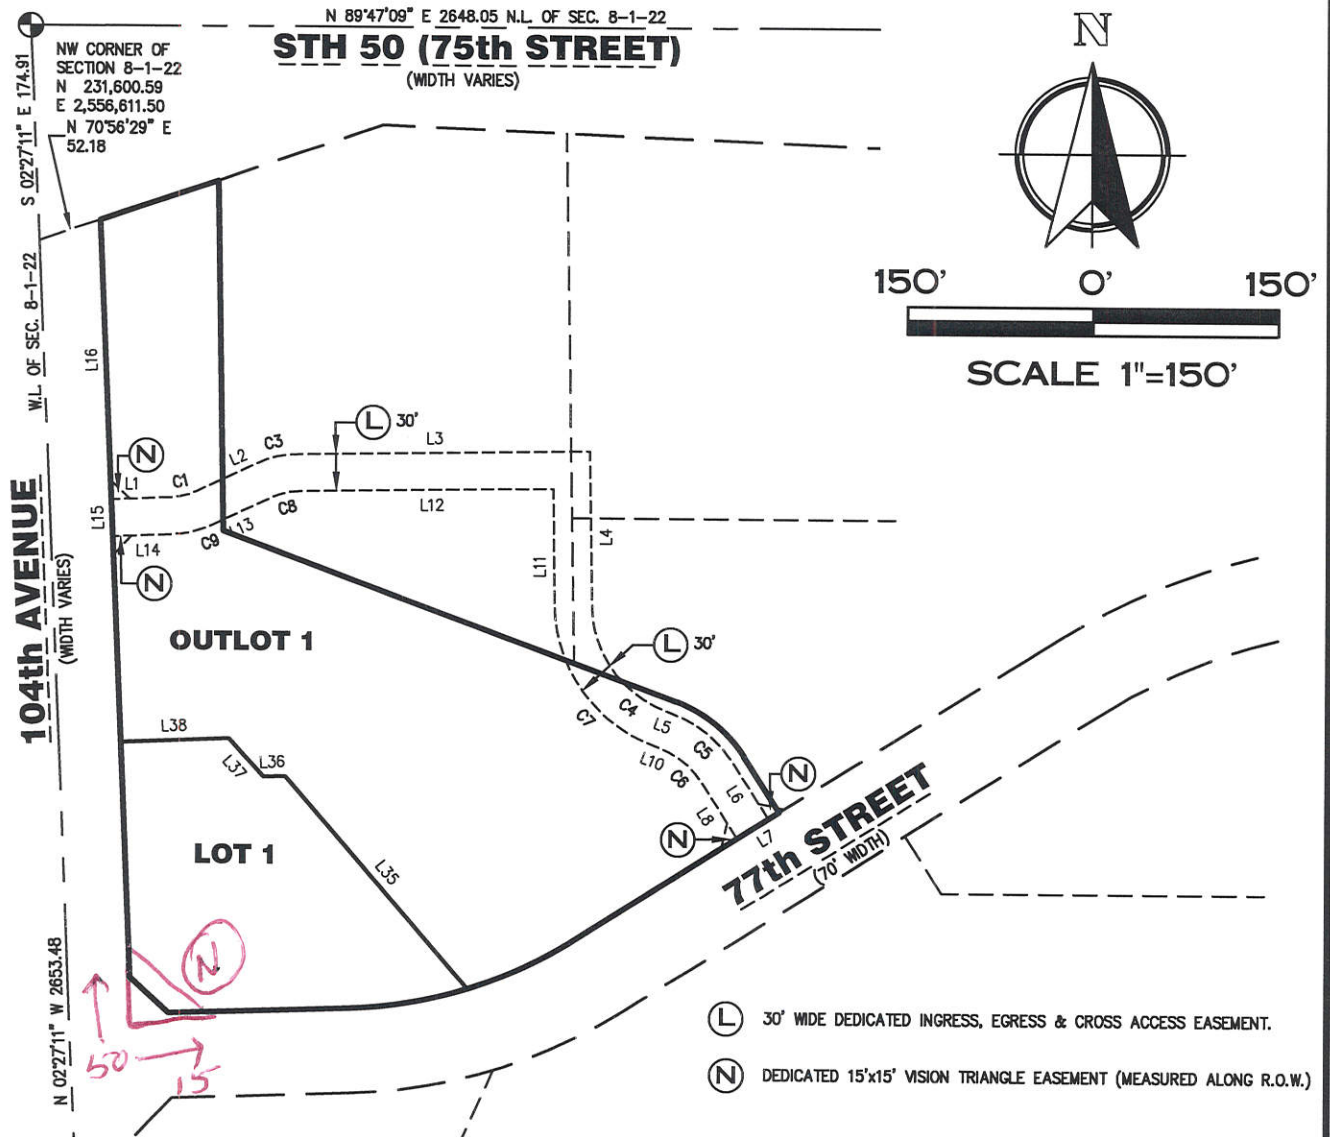 N 89°47'09" E 2648.05 N.L. OF SEC. 8-1-22
STH 50 (75th STREET)
(WIDTH VARIES)
NW CORNER OF
SECTION 8-1-22
N 231,600.59
E 2,556,611.50
N 70°56'29" E
52.18
S 02°27'11" E 174.91
W.L. OF SEC. 8-1-22
N
150' 0' 150'
SCALE 1"=150'
L16
L 30'
L3
C3
L2
N
L1
C1
L12
C8
L13
L15
L14
C9
N
L11
L4
104th AVENUE
(WIDTH VARIES)
OUTLOT 1
L 30'
C4
C7
L5
C5
L10
C6
L6
N
L8
N
L7
77th STREET
(70' WIDTH)
L38
L37
L36
LOT 1
L35
N
50
15
N 02°27'11" W 2653.48
L 30' WIDE DEDICATED INGRESS, EGRESS & CROSS ACCESS EASEMENT.
N DEDICATED 15'x15' VISION TRIANGLE EASEMENT (MEASURED ALONG R.O.W.)